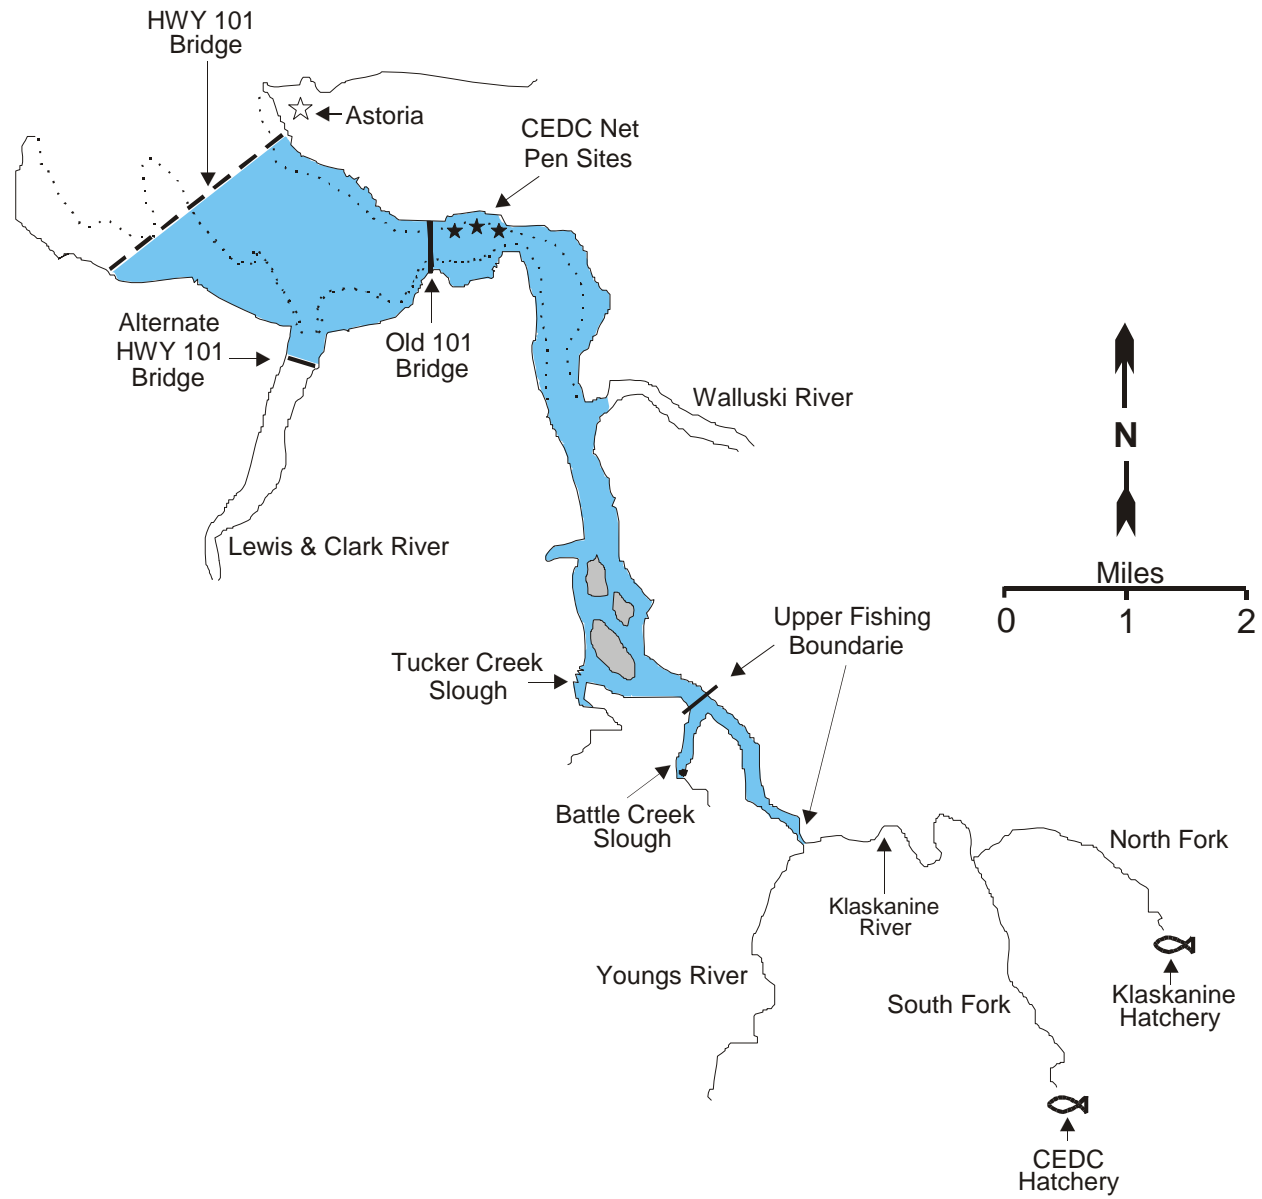 HWY 101
Bridge
Astoria
CEDC Net
Pen Sites
Alternate
HWY 101
Bridge
Old 101
Bridge
Walluski River
N
Lewis & Clark River
Miles
0 1 2
Upper Fishing
Boundarie
Tucker Creek
Slough
Battle Creek
Slough
North Fork
Klaskanine
River
Youngs River
South Fork
Klaskanine
Hatchery
CEDC
Hatchery